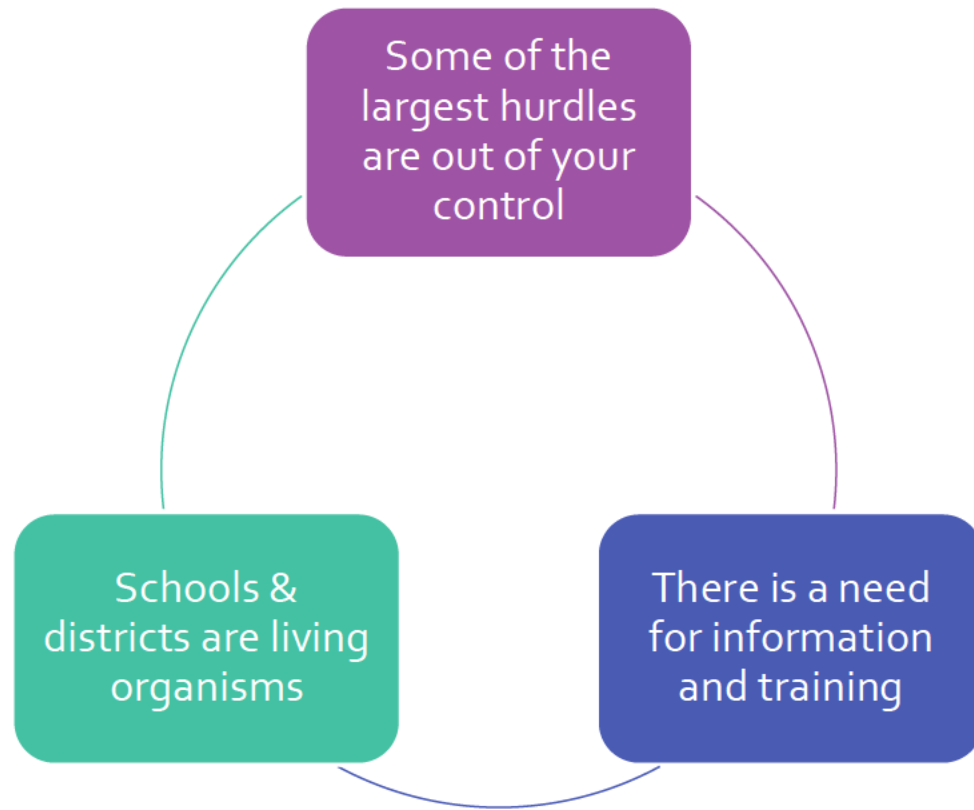 Some of the
largest hurdles
are out of your
control
Schools &
districts are living
organisms
There is a need
for information
and training